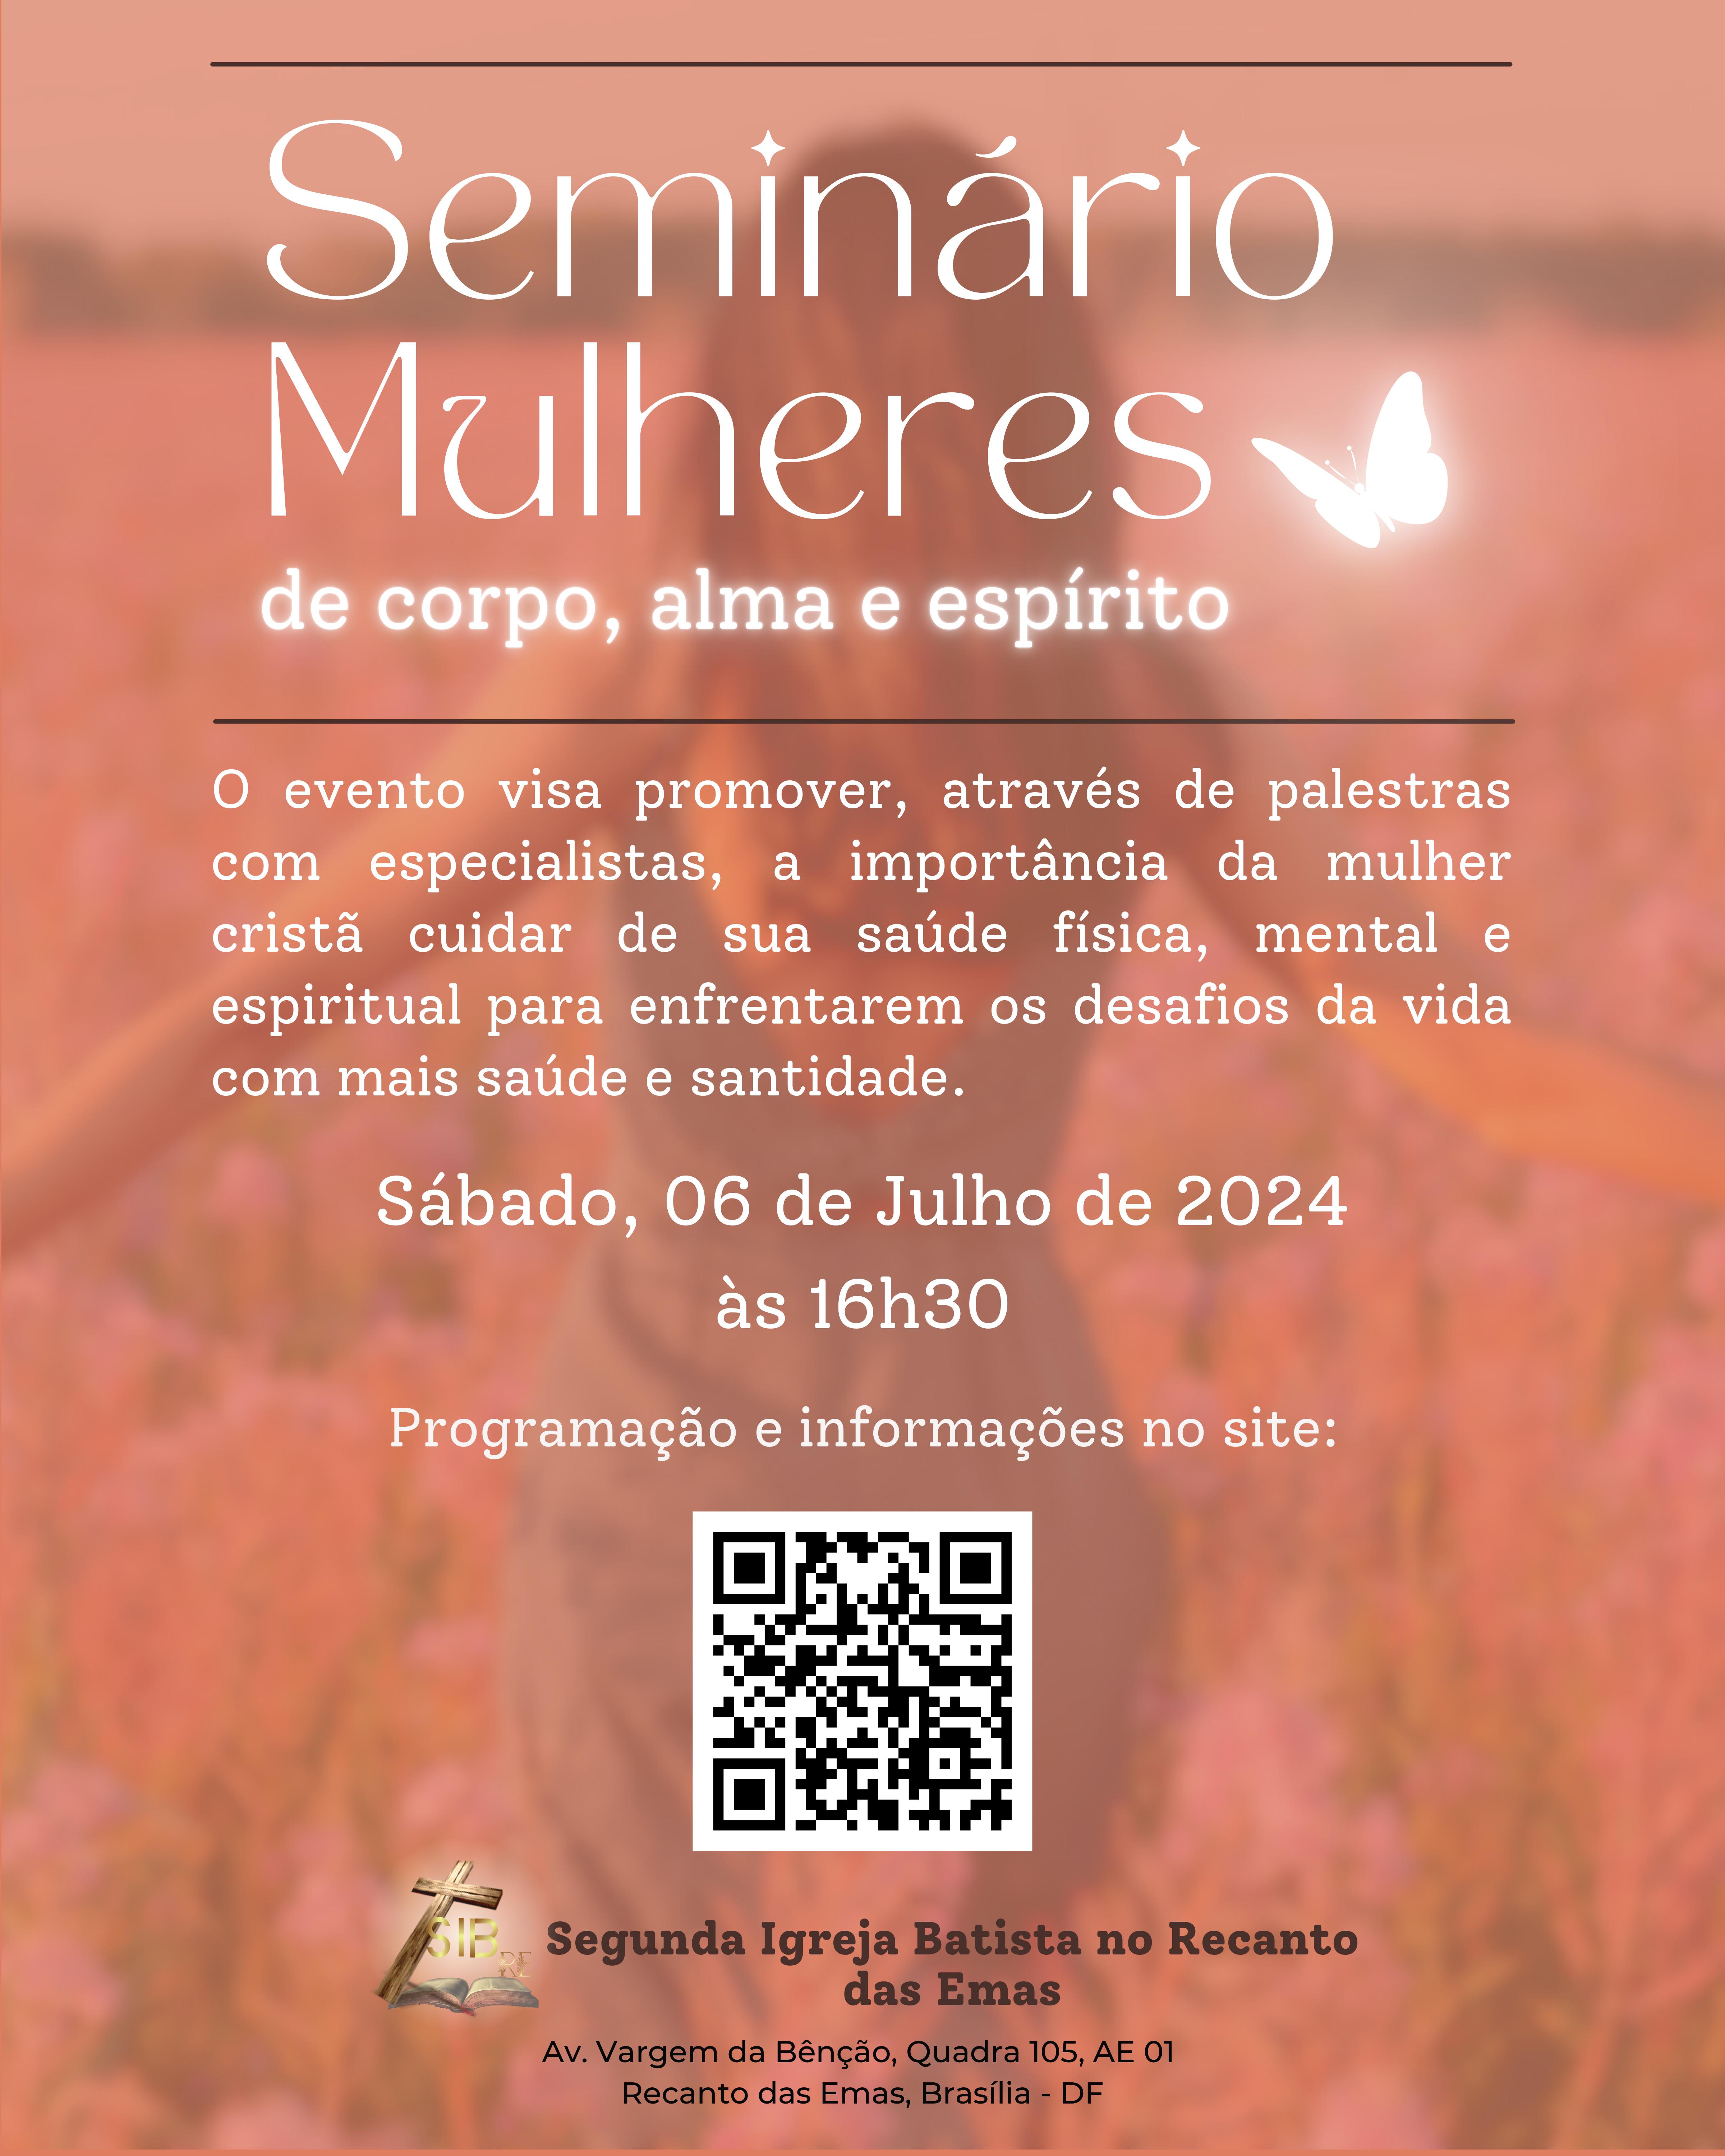 Seminário
Mulheres
de corpo, alma e espírito
O evento visa promover, através de palestras
com especialistas, a importância da mulher
cristã cuidar de sua saúde física, mental e
espiritual para enfrentarem os desafios da vida
com mais saúde e santidade.
Sábado, 06 de Julho de 2024
às 16h30
Programação e informações no site:
SIB
RE
Segunda Igreja Batista no Recanto
das Emas
Av. Vargem da Bênção, Quadra 105, AE 01
Recanto das Emas, Brasília - DF